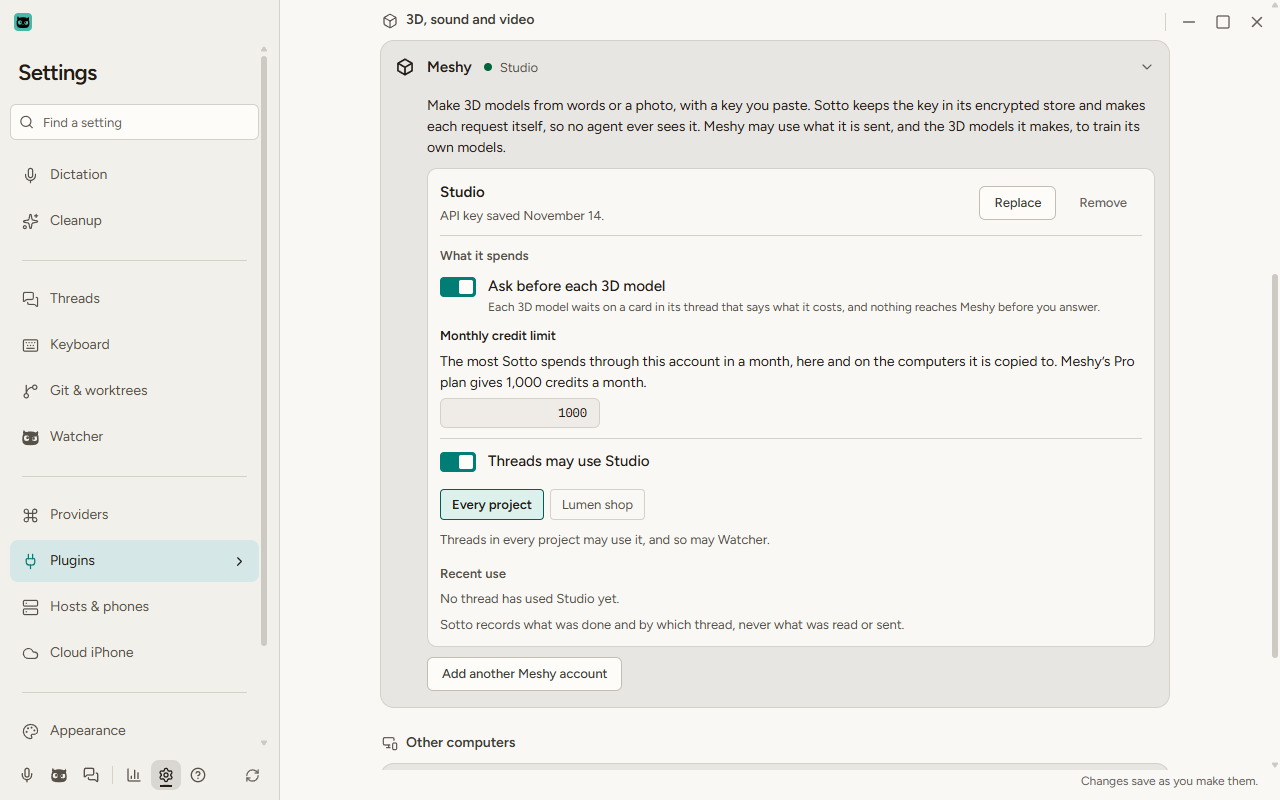 Settings
Find a setting
Dictation
Cleanup
Threads
Keyboard
Git & worktrees
Watcher
Providers
Plugins
Hosts & phones
Cloud iPhone
Appearance
3D, sound and video
Meshy
Studio
Make 3D models from words or a photo, with a key you paste. Sotto keeps the key in its encrypted store and makes
each request itself, so no agent ever sees it. Meshy may use what it is sent, and the 3D models it makes, to train its
own models.
Studio
API key saved November 14.
Replace
Remove
What it spends
Ask before each 3D model
Each 3D model waits on a card in its thread that says what it costs, and nothing reaches Meshy before you answer.
Monthly credit limit
The most Sotto spends through this account in a month, here and on the computers it is copied to. Meshy’s Pro
plan gives 1,000 credits a month.
1000
Threads may use Studio
Every project
Lumen shop
Threads in every project may use it, and so may Watcher.
Recent use
No thread has used Studio yet.
Sotto records what was done and by which thread, never what was read or sent.
Add another Meshy account
Other computers
Changes save as you make them.